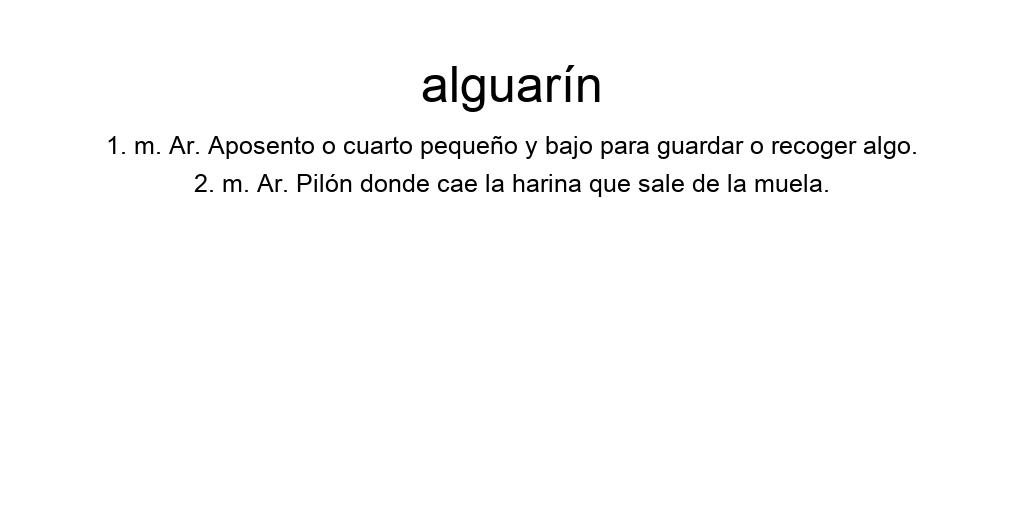 alguarín
1. m. Ar. Aposento o cuarto pequeño y bajo para guardar o recoger algo.
2. m. Ar. Pilón donde cae la harina que sale de la muela.